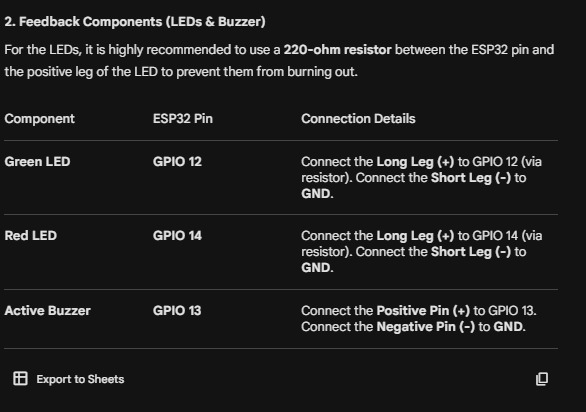 2. Feedback Components (LEDs & Buzzer)
For the LEDs, it is highly recommended to use a 220-ohm resistor between the ESP32 pin and
the positive leg of the LED to prevent them from burning out.
Component ESP32 Pin Connection Details
Green LED GPIO 12 Connect the Long Leg (+) to GPIO 12 (via
resistor). Connect the Short Leg (-) to
GND.
Red LED GPIO 14 Connect the Long Leg (+) to GPIO 14 (via
resistor). Connect the Short Leg (-) to
GND.
Active Buzzer GPIO 13 Connect the Positive Pin (+) to GPIO 13.
Connect the Negative Pin (-) to GND.
Export to Sheets